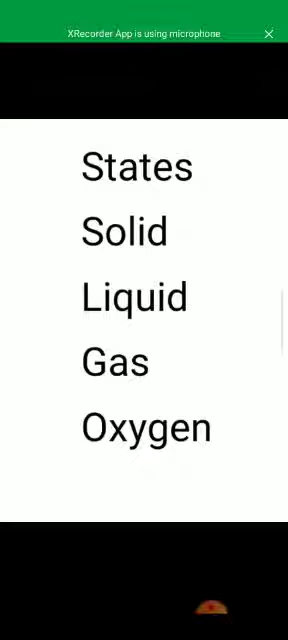 XRecorder App is using microphone
States
Solid
Liquid
Gas
Oxygen